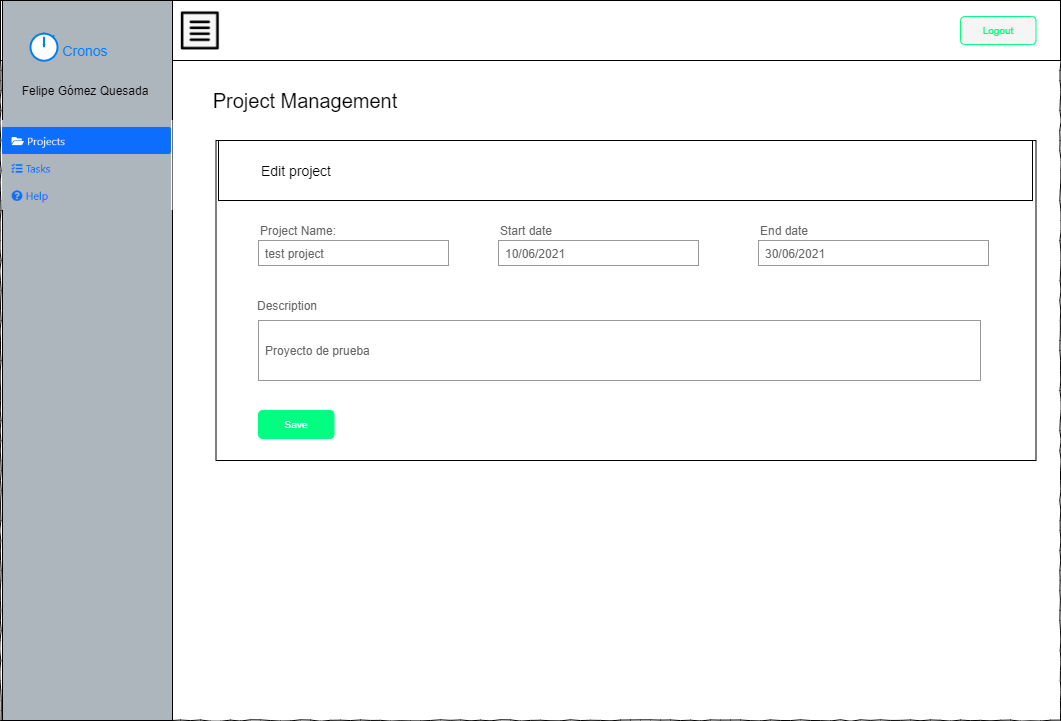 Cronos
Felipe Gómez Quesada
Projects
Tasks
Help
Logout
Project Management
Edit project
Project Name:
test project
Start date
10/06/2021
End date
30/06/2021
Description
Proyecto de prueba
Save